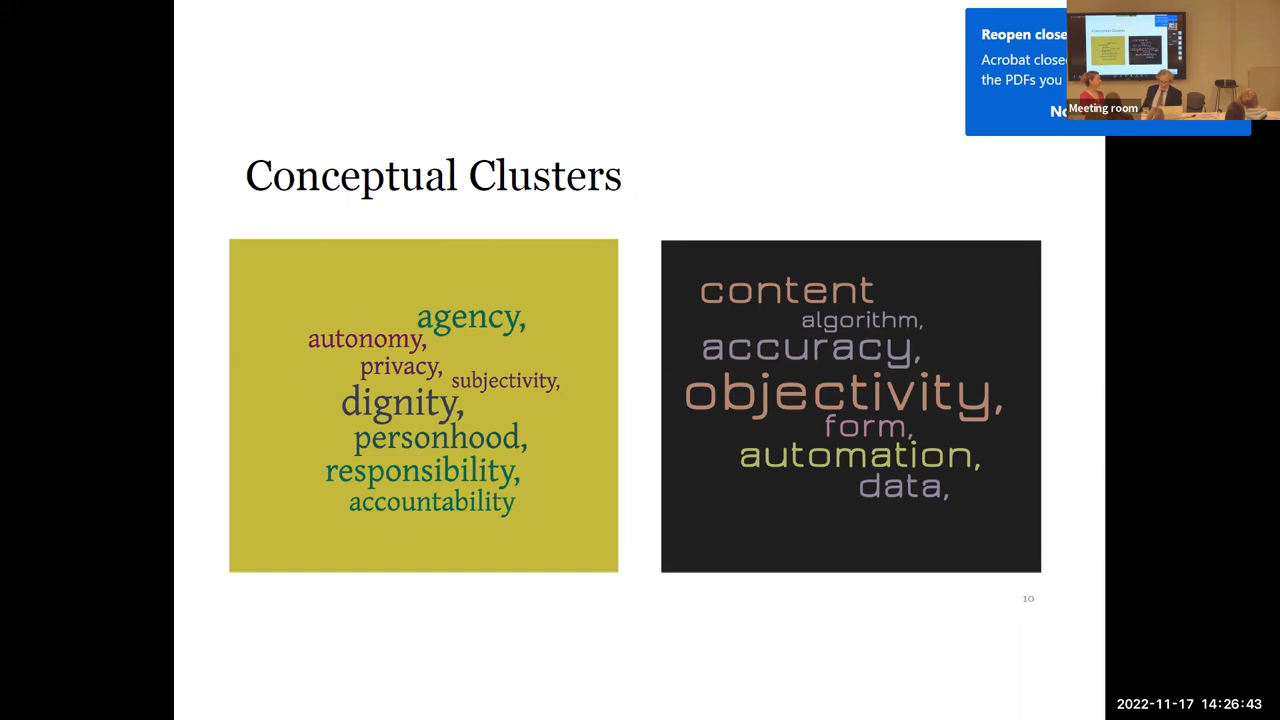 Reopen close
Acrobat close
the PDFs you
No
Meeting room
Conceptual Clusters
agency,
autonomy,
privacy,
subjectivity,
dignity,
personhood,
responsibility,
accountability
content
algorithm,
accuracy,
objectivity,
form,
automation,
data,
10
2022-11-17 14:26:43